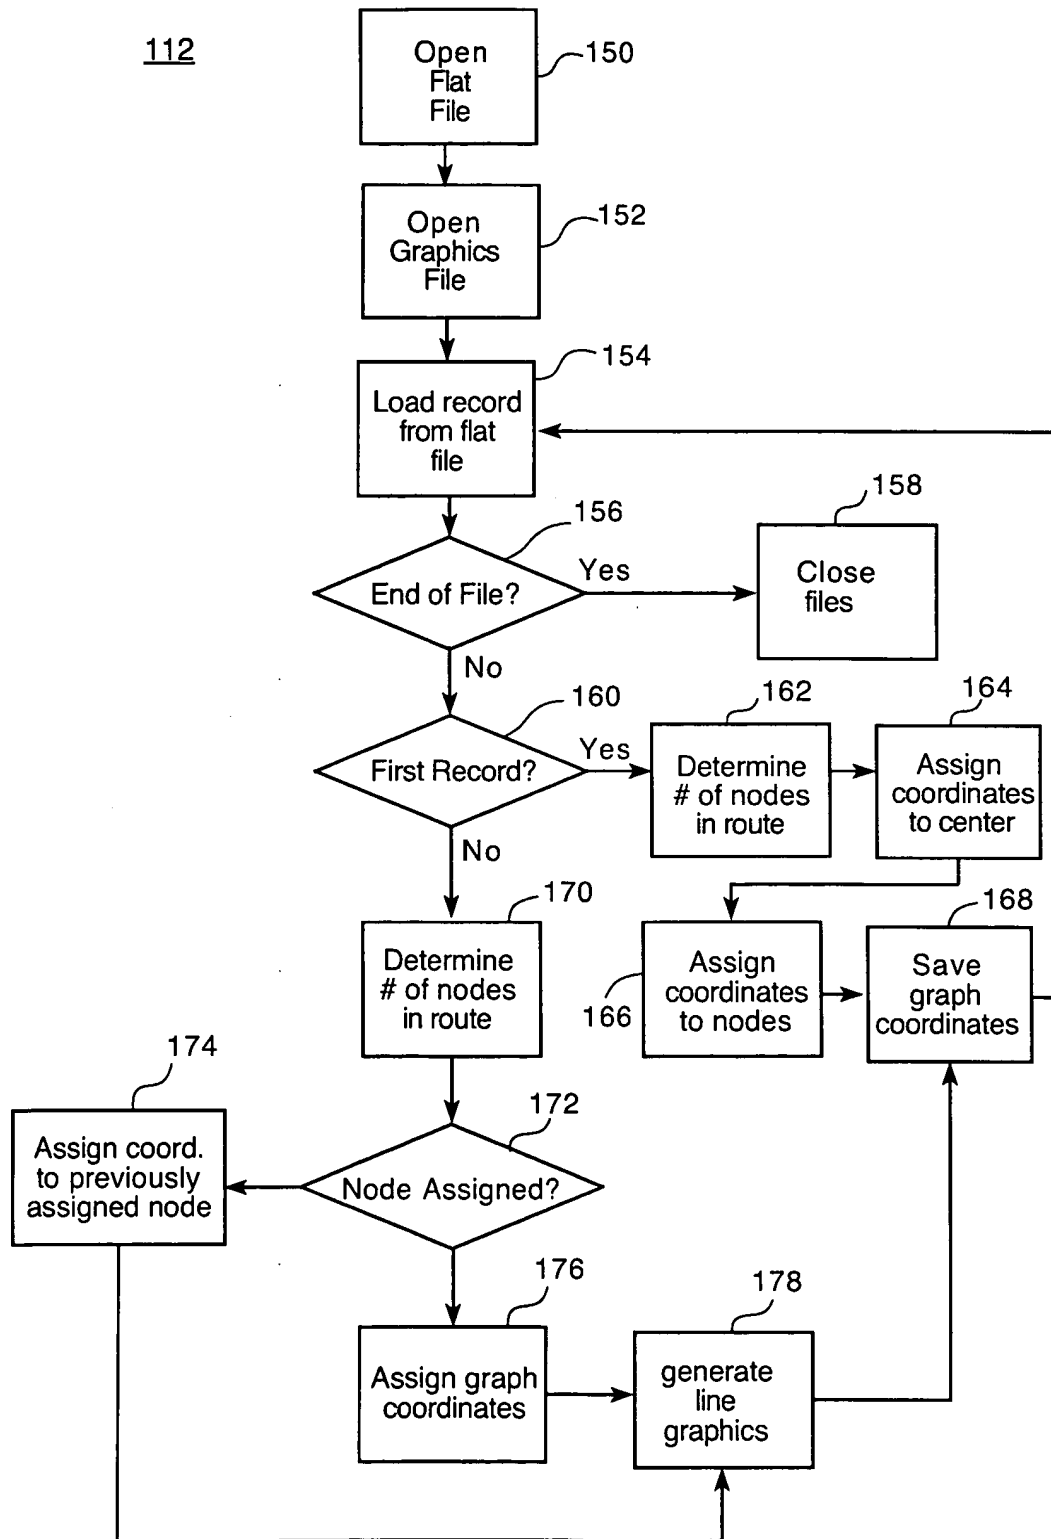 112
Open
Flat
File
150
Open
Graphics
File
152
Load record
from flat
file
154
End of File?
156
Yes
Close
files
158
No
First Record?
160
Yes
Determine
# of nodes
in route
162
Assign
coordinates
to center
164
No
Determine
# of nodes
in route
170
Assign
coordinates
to nodes
166
Save
graph
coordinates
168
Node Assigned?
172
Assign coord.
to previously
assigned node
174
Assign graph
coordinates
176
generate
line
graphics
178